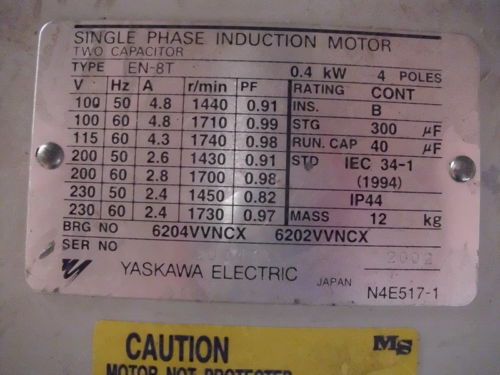 SINGLE PHASE INDUCTION MOTOR
TWO CAPACITOR
TYPE EN-8T 0.4 kW 4 POLES
V Hz A r/min PF RATING CONT
100 50 4.8 1440 0.91 INS. B
100 60 4.8 1710 0.99 STG 300 µF
115 60 4.3 1740 0.98 RUN. CAP 40 µF
200 50 2.6 1430 0.91 STD IEC 34-1
200 60 2.8 1700 0.98 (1994)
230 50 2.4 1450 0.82 IP44
230 60 2.4 1730 0.97 MASS 12 kg
BRG NO 6204VVNCX 6202VVNCX
SER NO 2002
YASKAWA ELECTRIC JAPAN N4E517-1
CAUTION MS
MOTOR NOT PROTECTED